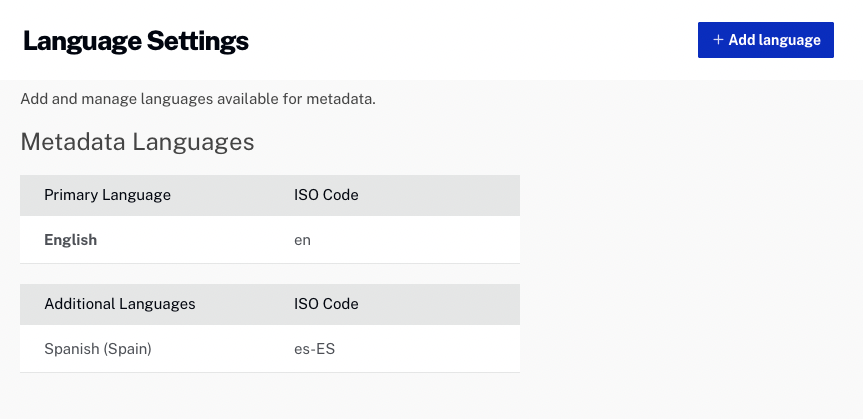 Language Settings
+ Add language
Add and manage languages available for metadata.
Metadata Languages
Primary Language ISO Code
English en
Additional Languages ISO Code
Spanish (Spain) es-ES